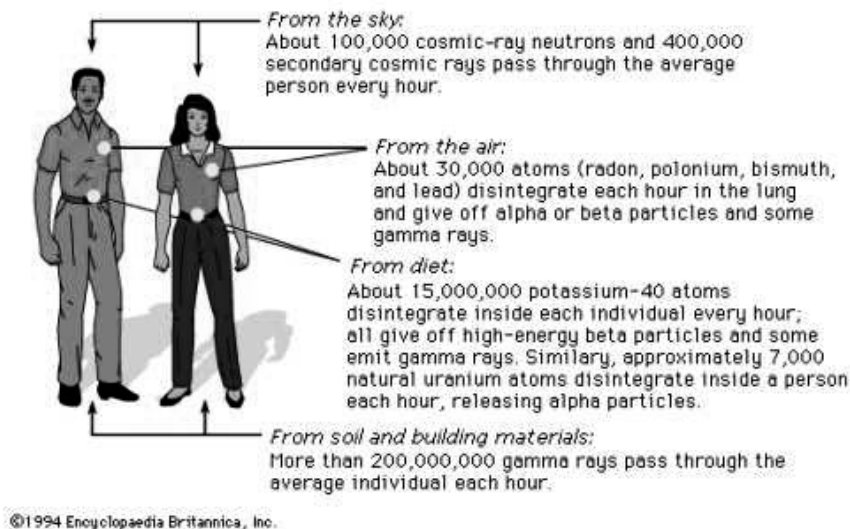 From the sky:
About 100,000 cosmic-ray neutrons and 400,000
secondary cosmic rays pass through the average
person every hour.
From the air:
About 30,000 atoms (radon, polonium, bismuth,
and lead) disintegrate each hour in the lung
and give off alpha or beta particles and some
gamma rays.
From diet:
About 15,000,000 potassium-40 atoms
disintegrate inside each individual every hour;
all give off high-energy beta particles and some
emit gamma rays. Similary, approximately 7,000
natural uranium atoms disintegrate inside a person
each hour, releasing alpha particles.
From soil and building materials:
More than 200,000,000 gamma rays pass through the
average individual each hour.
©1994 Encyclopaedia Britannica, Inc.